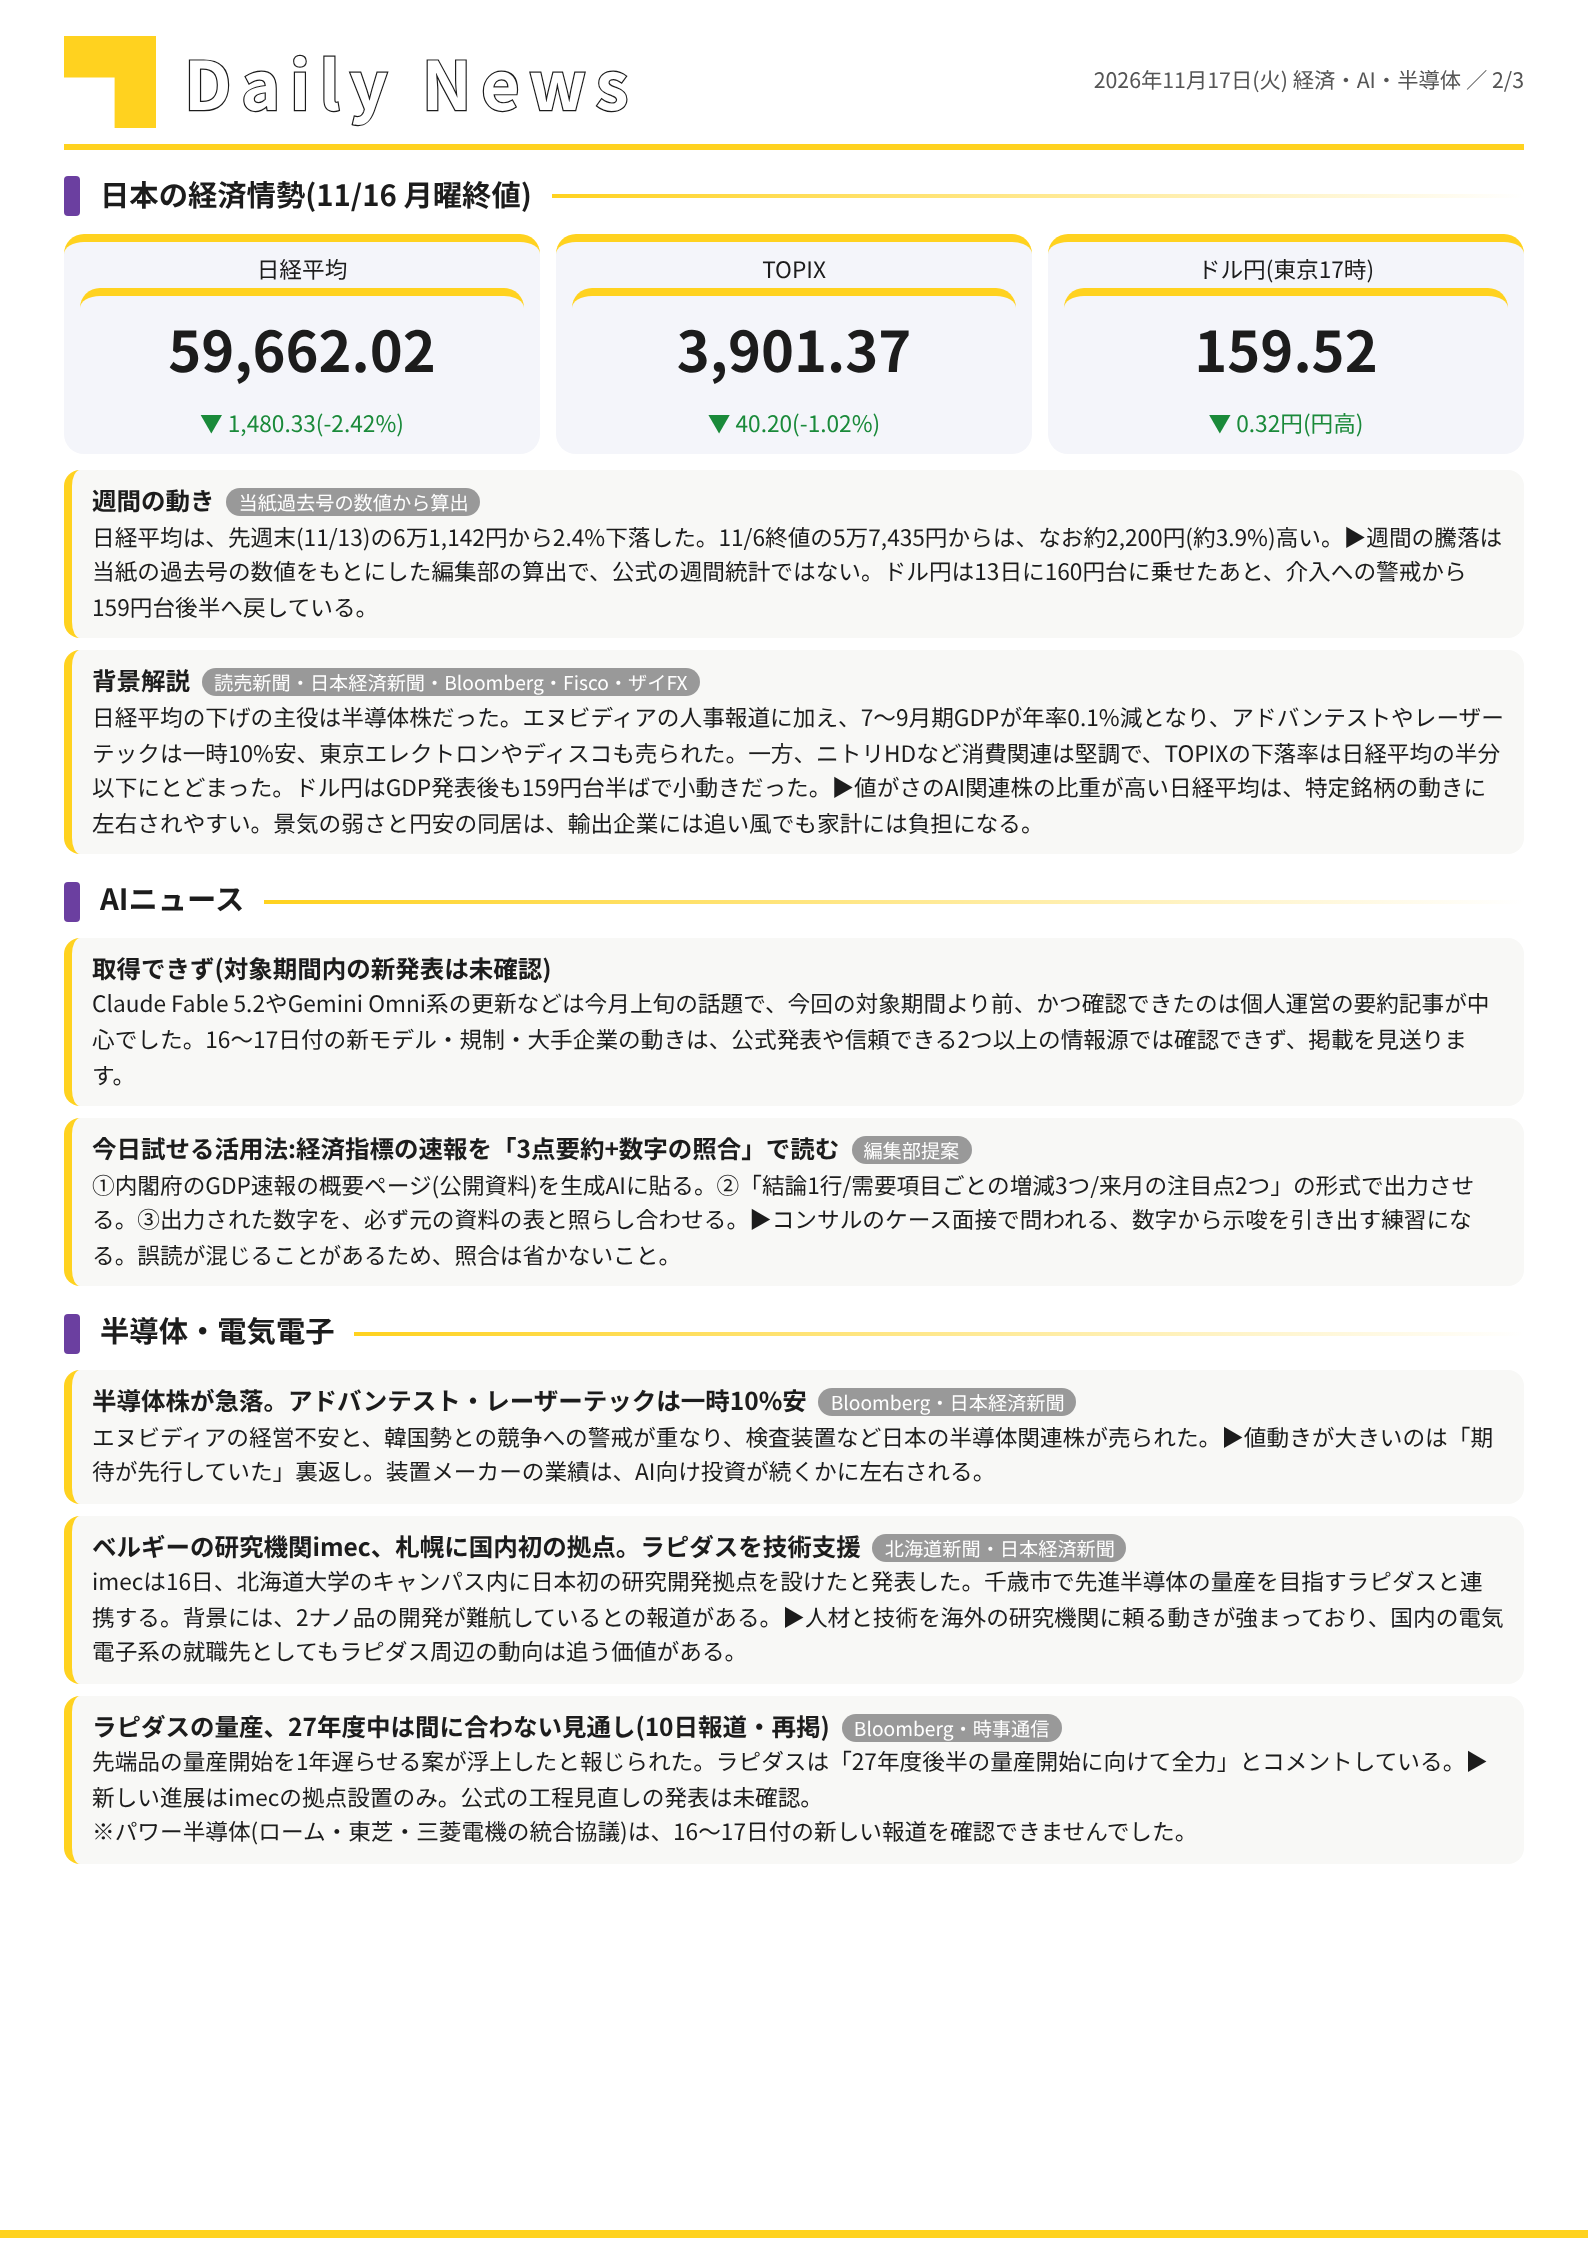 Daily News
2026年11月17日(火) 経済・AI・半導体 ／ 2/3
日本の経済情勢(11/16 月曜終値)
日経平均
59,662.02
▼ 1,480.33(-2.42%)
TOPIX
3,901.37
▼ 40.20(-1.02%)
ドル円(東京17時)
159.52
▼ 0.32円(円高)
週間の動き 当紙過去号の数値から算出
日経平均は、先週末(11/13)の6万1,142円から2.4%下落した。11/6終値の5万7,435円からは、なお約2,200円(約3.9%)高い。▶週間の騰落は
当紙の過去号の数値をもとにした編集部の算出で、公式の週間統計ではない。ドル円は13日に160円台に乗せたあと、介入への警戒から
159円台後半へ戻している。
背景解説 読売新聞・日本経済新聞・Bloomberg・Fisco・ザイFX
日経平均の下げの主役は半導体株だった。エヌビディアの人事報道に加え、7〜9月期GDPが年率0.1%減となり、アドバンテストやレーザー
テックは一時10%安、東京エレクトロンやディスコも売られた。一方、ニトリHDなど消費関連は堅調で、TOPIXの下落率は日経平均の半分
以下にとどまった。ドル円はGDP発表後も159円台半ばで小動きだった。▶値がさのAI関連株の比重が高い日経平均は、特定銘柄の動きに
左右されやすい。景気の弱さと円安の同居は、輸出企業には追い風でも家計には負担になる。
AIニュース
取得できず(対象期間内の新発表は未確認)
Claude Fable 5.2やGemini Omni系の更新などは今月上旬の話題で、今回の対象期間より前、かつ確認できたのは個人運営の要約記事が中
心でした。16〜17日付の新モデル・規制・大手企業の動きは、公式発表や信頼できる2つ以上の情報源では確認できず、掲載を見送りま
す。
今日試せる活用法:経済指標の速報を「3点要約+数字の照合」で読む 編集部提案
①内閣府のGDP速報の概要ページ(公開資料)を生成AIに貼る。②「結論1行/需要項目ごとの増減3つ/来月の注目点2つ」の形式で出力させ
る。③出力された数字を、必ず元の資料の表と照らし合わせる。▶コンサルのケース面接で問われる、数字から示唆を引き出す練習にな
る。誤読が混じることがあるため、照合は省かないこと。
半導体・電気電子
半導体株が急落。アドバンテスト・レーザーテックは一時10%安 Bloomberg・日本経済新聞
エヌビディアの経営不安と、韓国勢との競争への警戒が重なり、検査装置など日本の半導体関連株が売られた。▶値動きが大きいのは「期
待が先行していた」裏返し。装置メーカーの業績は、AI向け投資が続くかに左右される。
ベルギーの研究機関imec、札幌に国内初の拠点。ラピダスを技術支援 北海道新聞・日本経済新聞
imecは16日、北海道大学のキャンパス内に日本初の研究開発拠点を設けたと発表した。千歳市で先進半導体の量産を目指すラピダスと連
携する。背景には、2ナノ品の開発が難航しているとの報道がある。▶人材と技術を海外の研究機関に頼る動きが強まっており、国内の電気
電子系の就職先としてもラピダス周辺の動向は追う価値がある。
ラピダスの量産、27年度中は間に合わない見通し(10日報道・再掲) Bloomberg・時事通信
先端品の量産開始を1年遅らせる案が浮上したと報じられた。ラピダスは「27年度後半の量産開始に向けて全力」とコメントしている。▶
新しい進展はimecの拠点設置のみ。公式の工程見直しの発表は未確認。
※パワー半導体(ローム・東芝・三菱電機の統合協議)は、16〜17日付の新しい報道を確認できませんでした。